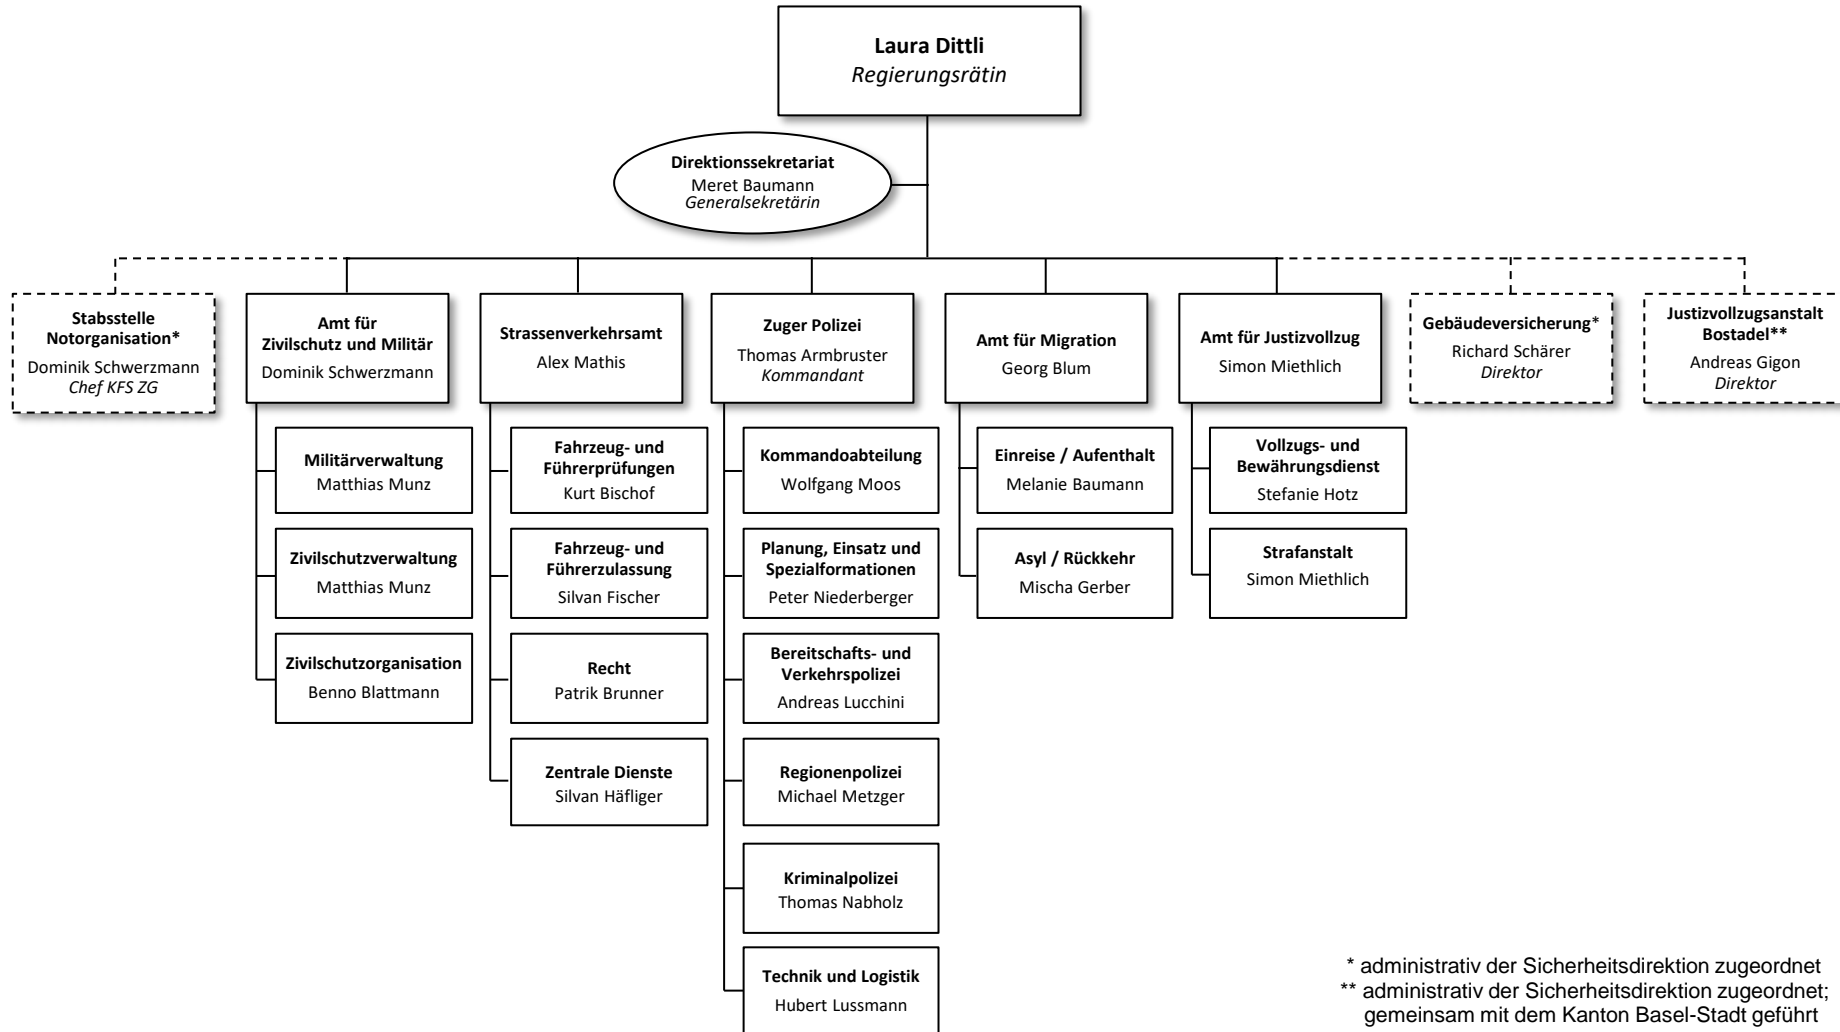 Laura Dittli
Regierungsrätin
Direktionssekretariat
Meret Baumann
Generalsekretärin
Stabsstelle
Notorganisation*
Dominik Schwerzmann
Chef KFS ZG
Amt für
Zivilschutz und Militär
Dominik Schwerzmann
Strassenverkehrsamt
Alex Mathis
Zuger Polizei
Thomas Armbruster
Kommandant
Amt für Migration
Georg Blum
Amt für Justizvollzug
Simon Miethlich
Gebäudeversicherung*
Richard Schärer
Direktor
Justizvollzugsanstalt
Bostadel**
Andreas Gigon
Direktor
Militärverwaltung
Matthias Munz
Zivilschutzverwaltung
Matthias Munz
Zivilschutzorganisation
Benno Blattmann
Fahrzeug- und
Führerprüfungen
Kurt Bischof
Fahrzeug- und
Führerzulassung
Silvan Fischer
Recht
Patrik Brunner
Zentrale Dienste
Silvan Häfliger
Kommandoabteilung
Wolfgang Moos
Planung, Einsatz und
Spezialformationen
Peter Niederberger
Bereitschafts- und
Verkehrspolizei
Andreas Lucchini
Regionenpolizei
Michael Metzger
Kriminalpolizei
Thomas Nabholz
Technik und Logistik
Hubert Lussmann
Einreise / Aufenthalt
Melanie Baumann
Asyl / Rückkehr
Mischa Gerber
Vollzugs- und
Bewährungsdienst
Stefanie Hotz
Strafanstalt
Simon Miethlich
* administrativ der Sicherheitsdirektion zugeordnet
** administrativ der Sicherheitsdirektion zugeordnet;
gemeinsam mit dem Kanton Basel-Stadt geführt